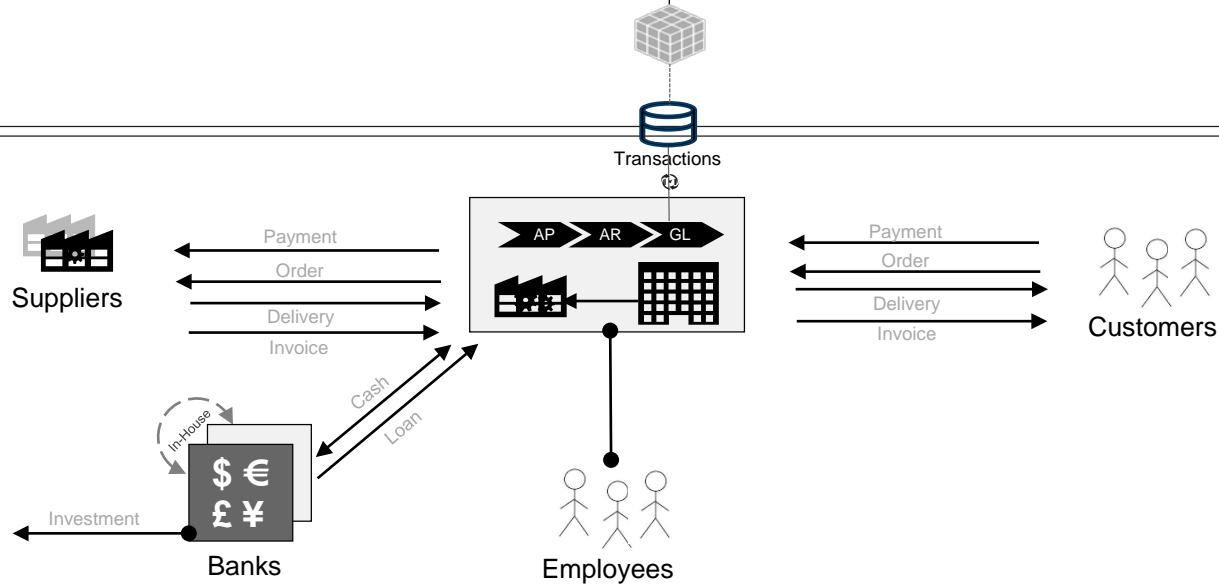 Transactions
AP AR GL
Payment
Order
Delivery
Invoice
Suppliers
Payment
Order
Delivery
Invoice
Customers
Cash
Loan
In-House
$ €
£ ¥
Investment
Banks
Employees